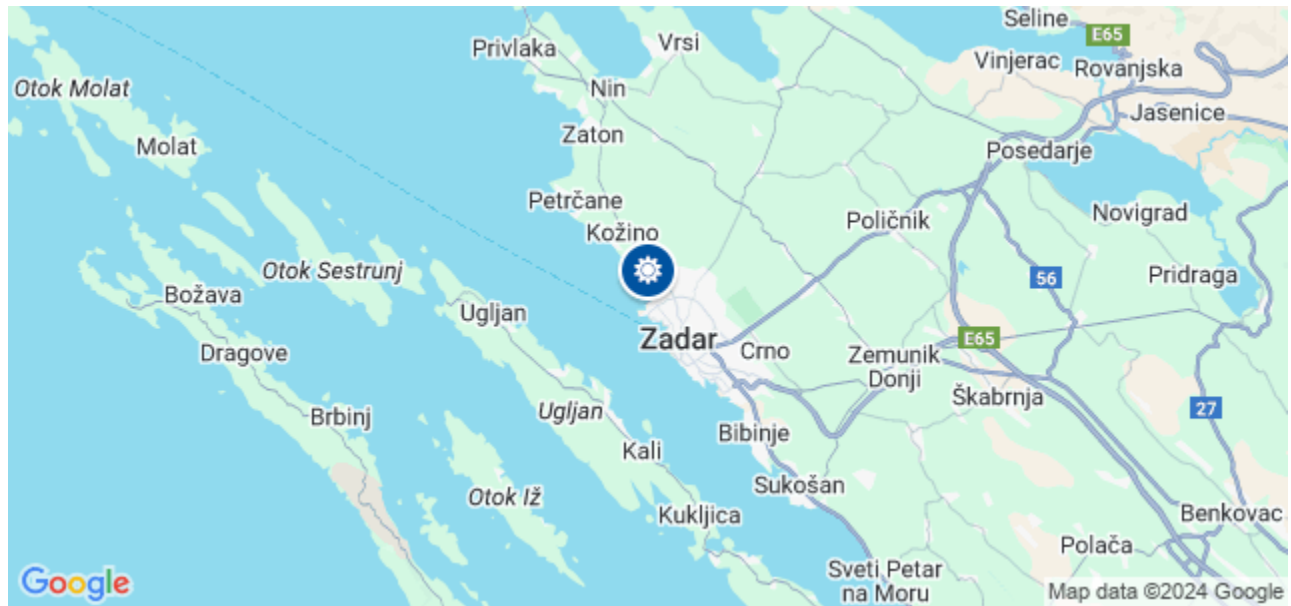 Seline
E65
Privlaka
Vrsi
Vinjerac
Rovanjska
Otok Molat
Nin
Jasenice
Zaton
Molat
Posedarje
Petrčane
Poličnik
Novigrad
Kožino
Otok Sestrunj
56
Pridraga
Božava
Ugljan
Zadar
E65
Dragove
Crno
Zemunik
Donji
Škabrnja
Ugljan
27
Brbinj
Bibinje
Kali
Sukošan
Otok Iž
Kukljica
Benkovac
Polača
Sveti Petar
na Moru
Google
Map data ©2024 Google